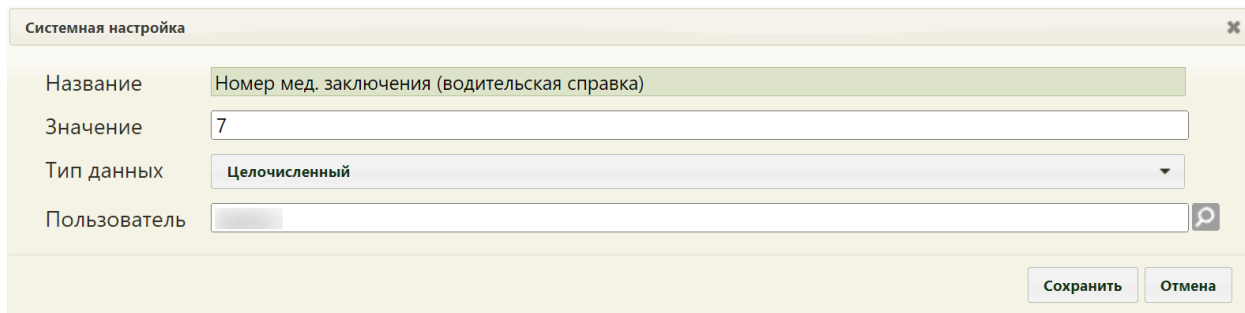 Системная настройка
Название Номер мед. заключения (водительская справка)
Значение 7
Тип данных Целочисленный
Пользователь
Сохранить Отмена